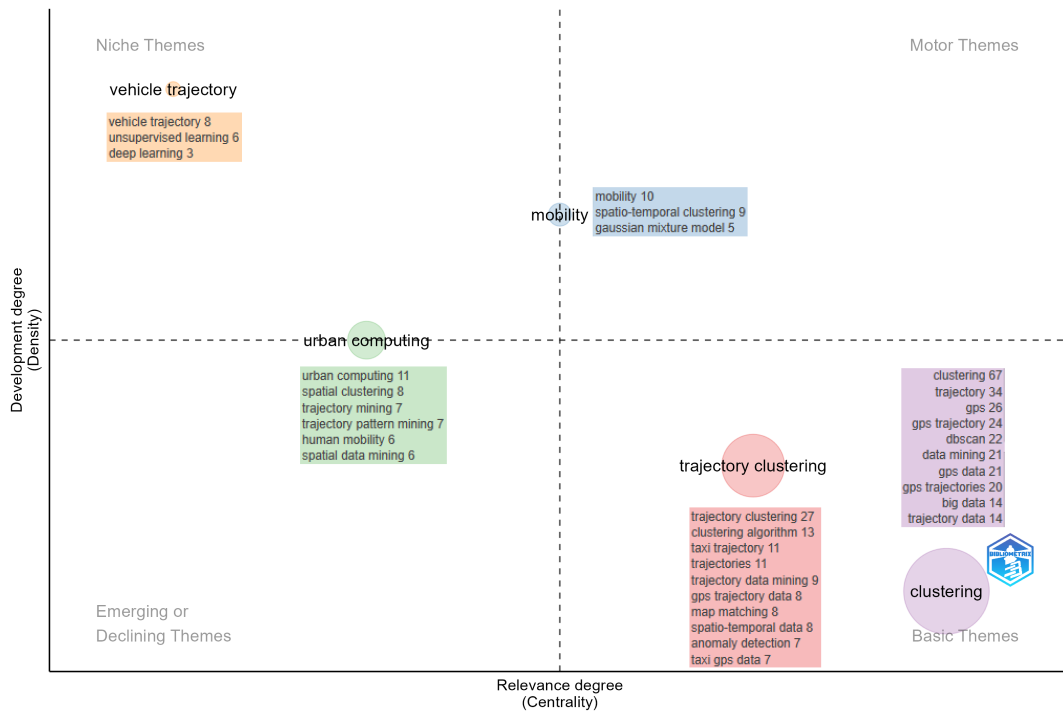 Niche Themes
Motor Themes
vehicle trajectory
vehicle trajectory 8
unsupervised learning 6
deep learning 3
mobility
mobility 10
spatio-temporal clustering 9
gaussian mixture model 5
Development degree
(Density)
urban computing
urban computing 11
spatial clustering 8
trajectory mining 7
trajectory pattern mining 7
human mobility 6
spatial data mining 6
clustering 67
trajectory 34
gps 26
gps trajectory 24
dbscan 22
data mining 21
gps data 21
gps trajectories 20
big data 14
trajectory data 14
trajectory clustering
trajectory clustering 27
clustering algorithm 13
taxi trajectory 11
trajectories 11
trajectory data mining 9
gps trajectory data 8
map matching 8
spatio-temporal data 8
anomaly detection 7
taxi gps data 7
BIBLIOMETRIX
clustering
Emerging or
Declining Themes
Basic Themes
Relevance degree
(Centrality)